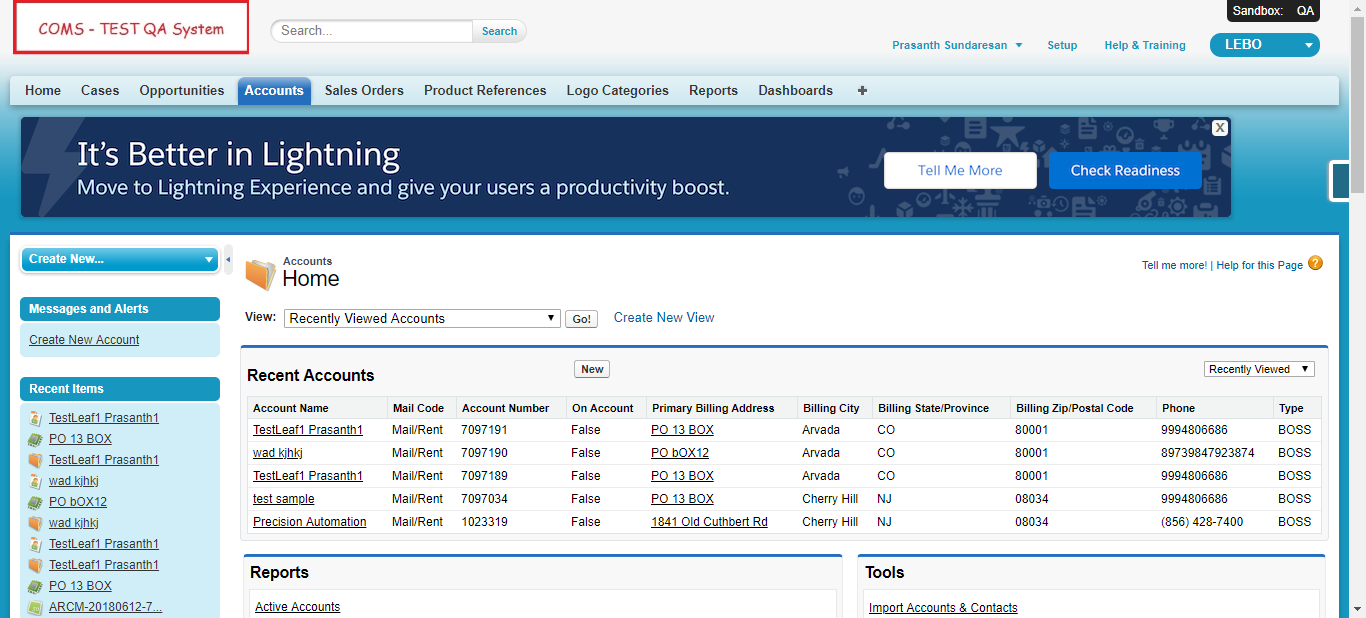 COMS - TEST QA System
Search...
Search
Sandbox: QA
Prasanth Sundaresan
Setup
Help & Training
LEBO
Home Cases Opportunities Accounts Sales Orders Product References Logo Categories Reports Dashboards +
It's Better in Lightning
Move to Lightning Experience and give your users a productivity boost.
Tell Me More
Check Readiness
X
Create New...
Messages and Alerts
Create New Account
Recent Items
TestLeaf1 Prasanth1
PO 13 BOX
TestLeaf1 Prasanth1
wad kjhkj
PO bOX12
wad kjhkj
TestLeaf1 Prasanth1
TestLeaf1 Prasanth1
PO 13 BOX
ARCM-20180612-7...
Accounts
Home
Tell me more! | Help for this Page ?
View: Recently Viewed Accounts Go! Create New View
Recent Accounts New Recently Viewed
Account Name Mail Code Account Number On Account Primary Billing Address Billing City Billing State/Province Billing Zip/Postal Code Phone Type
TestLeaf1 Prasanth1 Mail/Rent 7097191 False PO 13 BOX Arvada CO 80001 9994806686 BOSS
wad kjhkj Mail/Rent 7097190 False PO bOX12 Arvada CO 80001 89739847923874 BOSS
TestLeaf1 Prasanth1 Mail/Rent 7097189 False PO 13 BOX Arvada CO 80001 9994806686 BOSS
test sample Mail/Rent 7097034 False PO 13 BOX Cherry Hill NJ 08034 9994806686 BOSS
Precision Automation Mail/Rent 1023319 False 1841 Old Cuthbert Rd Cherry Hill NJ 08034 (856) 428-7400 BOSS
Reports
Active Accounts
Tools
Import Accounts & Contacts